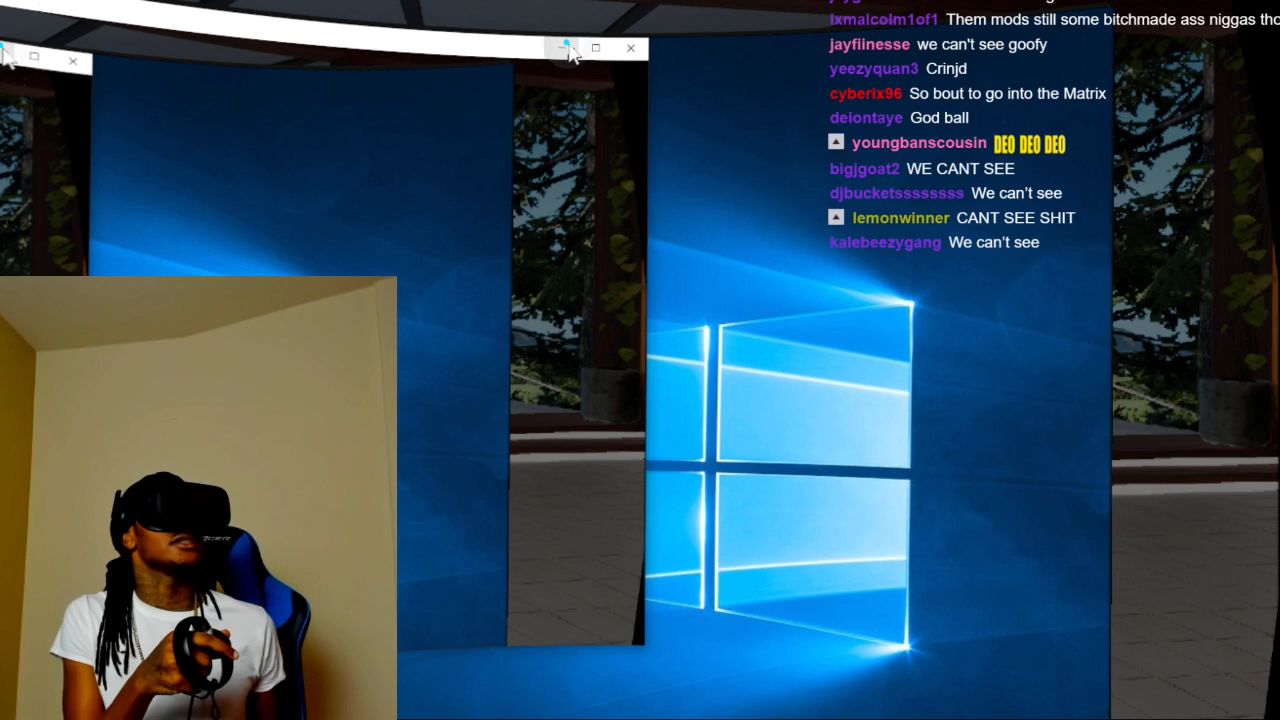 lxmalcolm1of1 Them mods still some bitchmade ass niggas tho
jayfiinesse we can't see goofy
yeezyquan3 Crinjd
cyberix96 So bout to go into the Matrix
deiontaye God ball
youngbanscousin DEO DEO DEO
bigjgoat2 WE CANT SEE
djbucketssssssss We can't see
lemonwinner CANT SEE SHIT
kalebeezygang We can't see